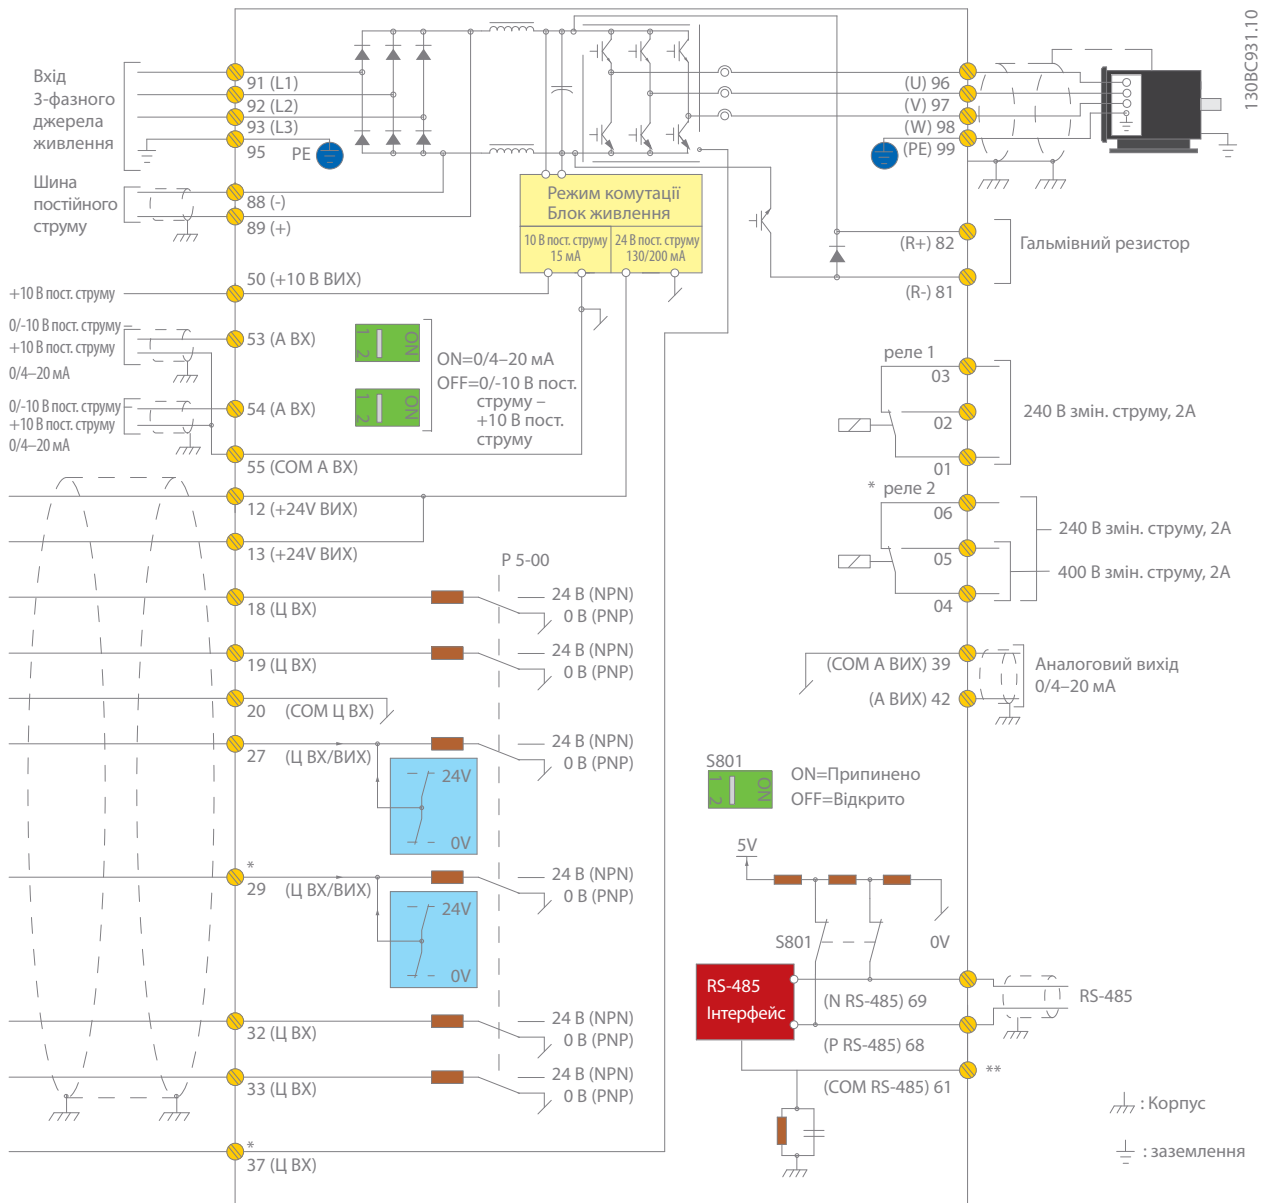 130BC931.10
Вхід
3-фазного
джерела
живлення
91 (L1)
92 (L2)
93 (L3)
95
PE
Шина
постійного
струму
88 (-)
89 (+)
Режим комутації
Блок живлення
10 В пост. струму
15 мА
24 В пост. струму
130/200 мА
(U) 96
(V) 97
(W) 98
(PE) 99
(R+) 82
Гальмівний резистор
(R-) 81
+10 В пост. струму
50 (+10 В ВИХ)
0/-10 В пост. струму –
+10 В пост. струму
0/4–20 мА
53 (А ВХ)
1 2
ON
0/-10 В пост. струму –
+10 В пост. струму
0/4–20 мА
54 (А ВХ)
1 2
ON
ON=0/4–20 мА
OFF=0/-10 В пост.
струму –
+10 В пост.
струму
55 (COM А ВХ)
12 (+24V ВИХ)
13 (+24V ВИХ)
P 5-00
18 (Ц ВХ)
24 В (NPN)
0 В (PNP)
19 (Ц ВХ)
24 В (NPN)
0 В (PNP)
20
(COM Ц ВХ)
27
(Ц ВХ/ВИХ)
24 В (NPN)
0 В (PNP)
24V
0V
*
29
(Ц ВХ/ВИХ)
24 В (NPN)
0 В (PNP)
24V
0V
32 (Ц ВХ)
24 В (NPN)
0 В (PNP)
33 (Ц ВХ)
24 В (NPN)
0 В (PNP)
*
37 (Ц ВХ)
реле 1
03
02
01
240 В змін. струму, 2А
* реле 2
06
05
04
240 В змін. струму, 2А
400 В змін. струму, 2А
(COM А ВИХ) 39
(А ВИХ) 42
Аналоговий вихід
0/4–20 мА
S801
1 2
ON
ON=Припинено
OFF=Відкрито
5V
S801
0V
RS-485
Інтерфейс
(N RS-485) 69
(P RS-485) 68
RS-485
(COM RS-485) 61
**
: Корпус
: заземлення